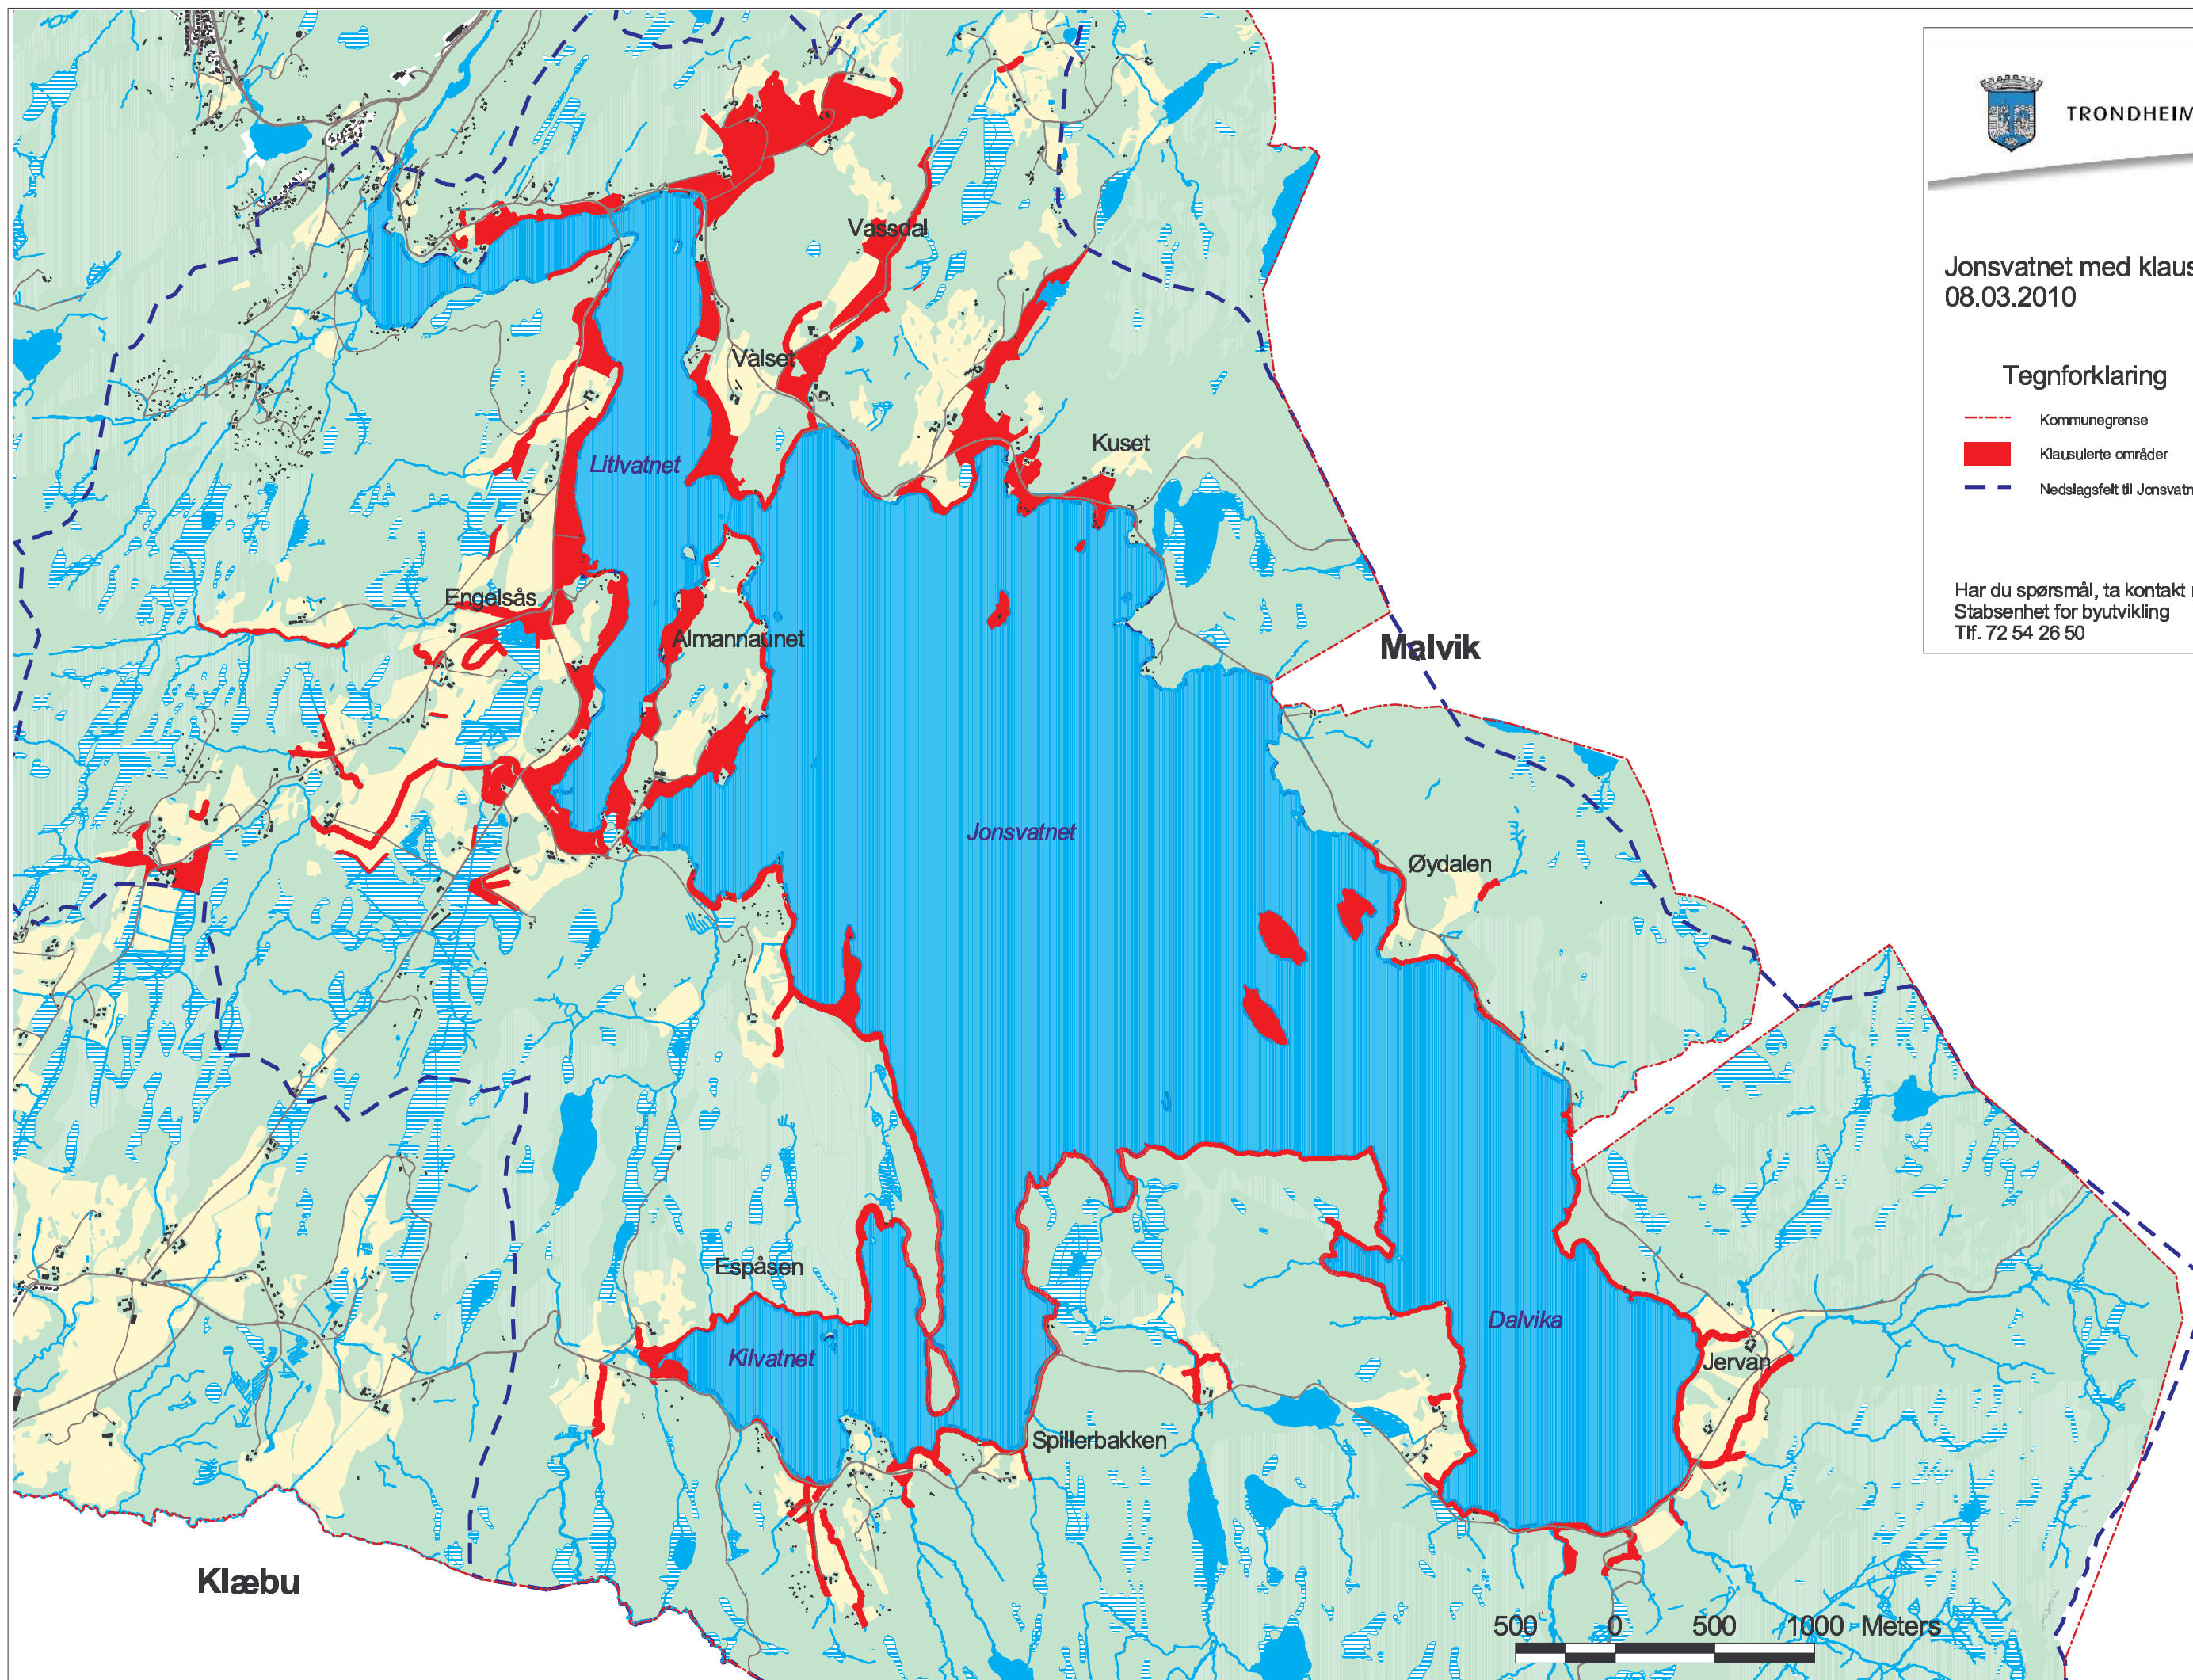 TRONDHEIM
Jonsvatnet med klaus
08.03.2010
Tegnforklaring
Kommunegrense
Klausulerte områder
Nedslagsfelt til Jonsvatn
Har du spørsmål, ta kontakt
Stabsenhet for byutvikling
Tlf. 72 54 26 50
Vassdal
Valset
Litlvatnet
Kuset
Engelsås
Almannaunet
Malvik
Jonsvatnet
Øydalen
Espåsen
Dalvika
Kilvatnet
Jervan
Spillerbakken
Klæbu
500 0 500 1000 Meters